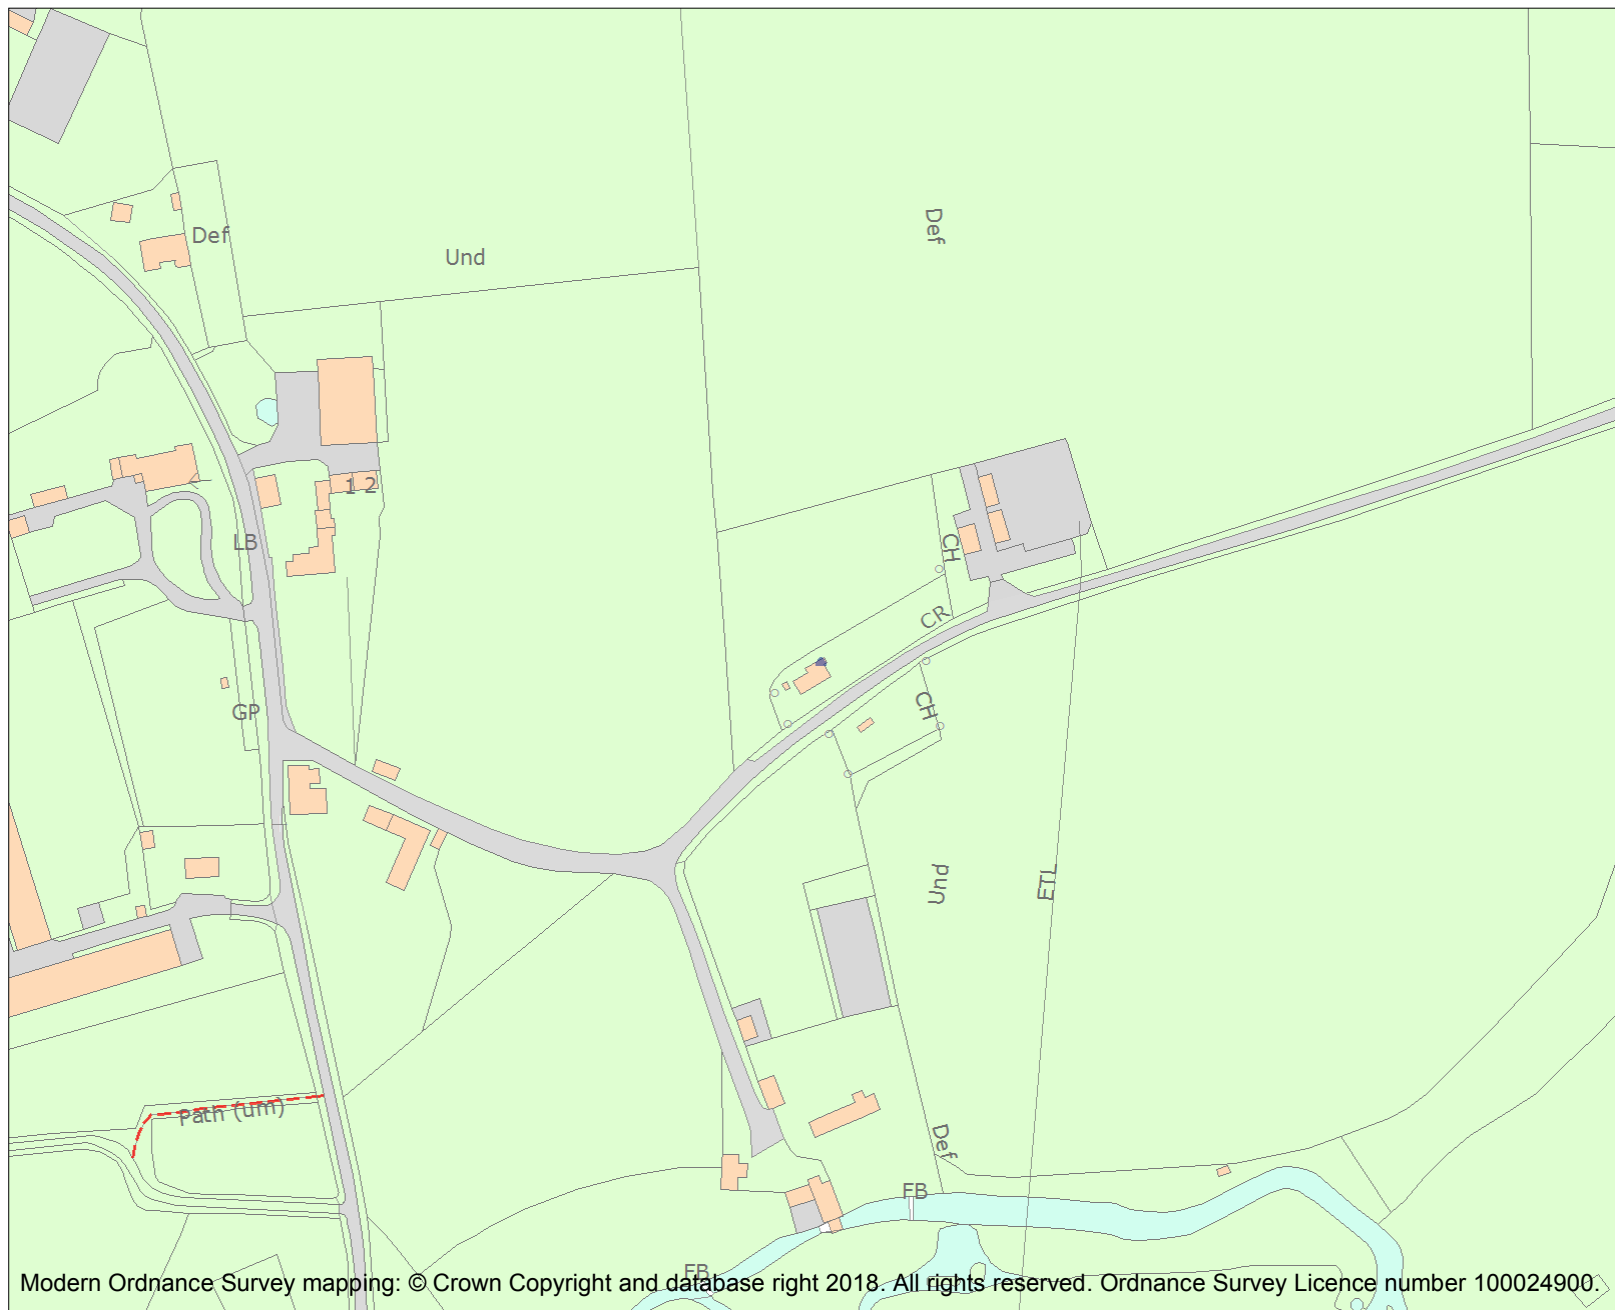 Def
Def
Und
1 2
LB
CH
CR
GP
CH
Und
ETL
Path (um)
Def
FB
FB
Modern Ordnance Survey mapping: © Crown Copyright and database right 2018. All rights reserved. Ordnance Survey Licence number 100024900.